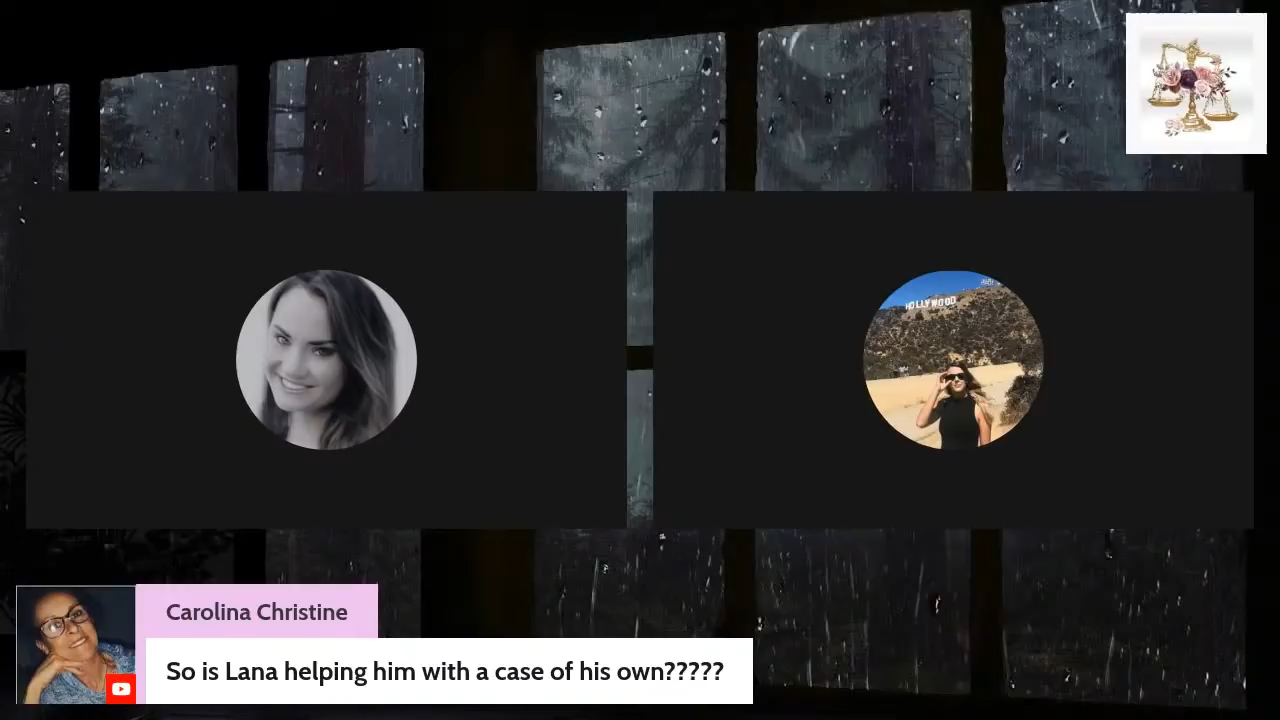 HOLLYWOOD
Carolina Christine
So is Lana helping him with a case of his own?????